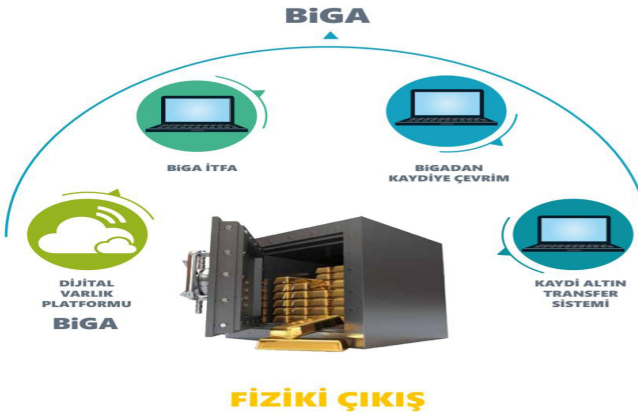 BiGA
BiGA İTFA
BiGADAN
KAYDİYE ÇEVRİM
DİJİTAL
VARLIK
PLATFORMU
BiGA
KAYDİ ALTIN
TRANSFER
SİSTEMİ
FİZİKİ ÇIKIŞ